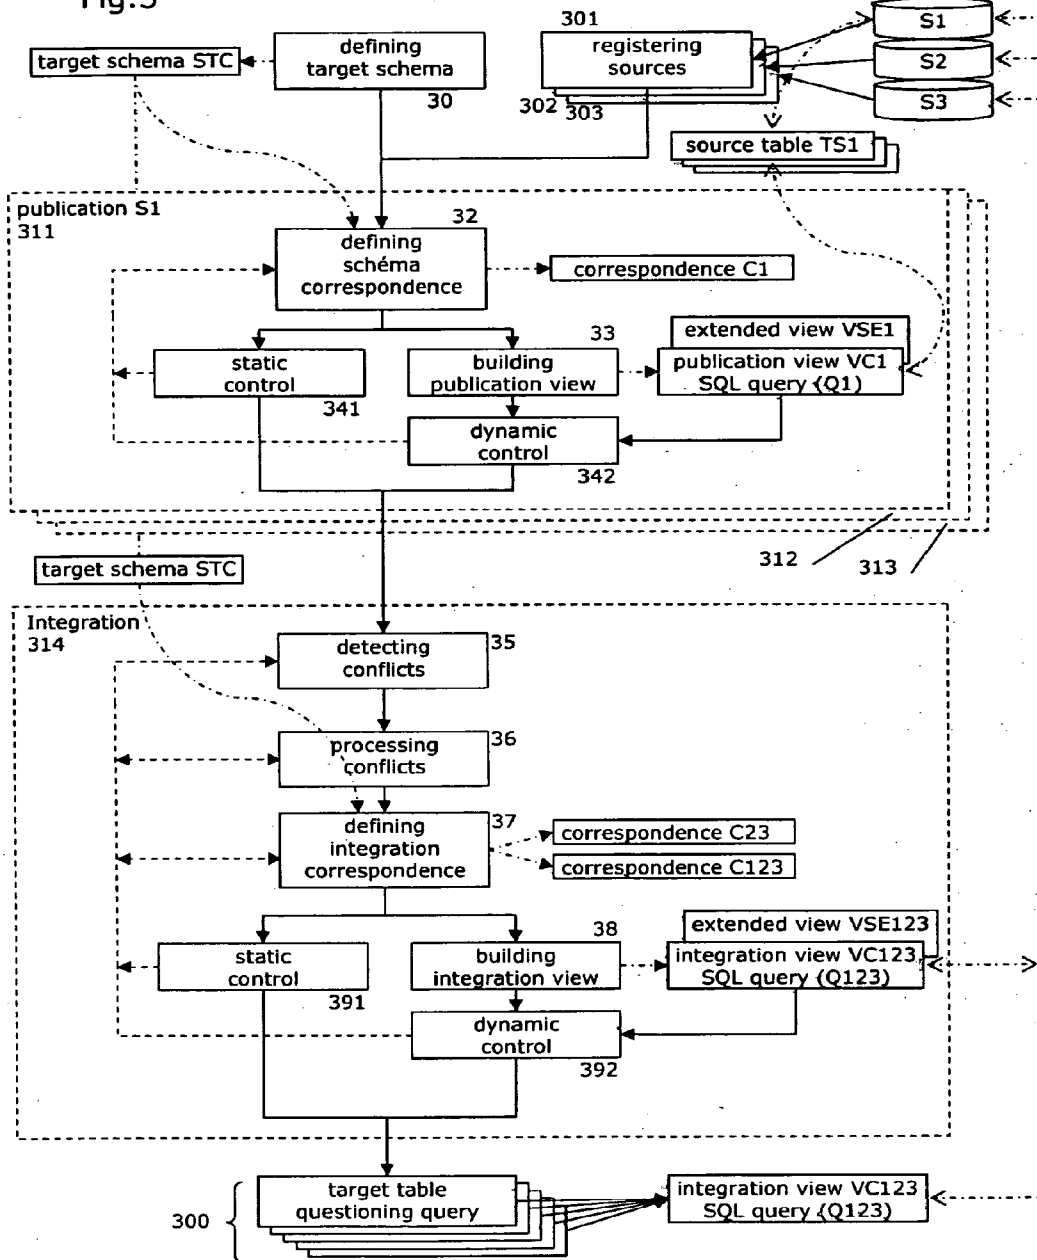 Fig.3
301
S1
defining
target schema
registering
sources
target schema STC
S2
30
302
303
S3
source table TS1
publication S1
311
32
defining
schéma
correspondence
correspondence C1
33
extended view VSE1
static
control
building
publication view
publication view VC1
SQL query (Q1)
341
dynamic
control
342
312
313
target schema STC
Integration
314
35
detecting
conflicts
36
processing
conflicts
37
defining
integration
correspondence
correspondence C23
correspondence C123
38
extended view VSE123
static
control
building
integration view
integration view VC123
SQL query (Q123)
391
dynamic
control
392
target table
questioning query
integration view VC123
SQL query (Q123)
300